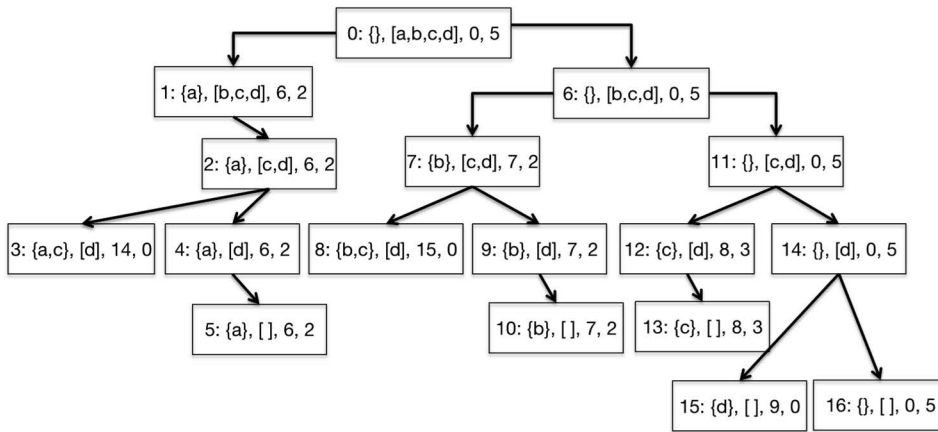 0: {}, [a,b,c,d], 0, 5
1: {a}, [b,c,d], 6, 2
6: {}, [b,c,d], 0, 5
2: {a}, [c,d], 6, 2
7: {b}, [c,d], 7, 2
11: {}, [c,d], 0, 5
3: {a,c}, [d], 14, 0
4: {a}, [d], 6, 2
8: {b,c}, [d], 15, 0
9: {b}, [d], 7, 2
12: {c}, [d], 8, 3
14: {}, [d], 0, 5
5: {a}, [ ], 6, 2
10: {b}, [ ], 7, 2
13: {c}, [ ], 8, 3
15: {d}, [ ], 9, 0
16: {}, [ ], 0, 5